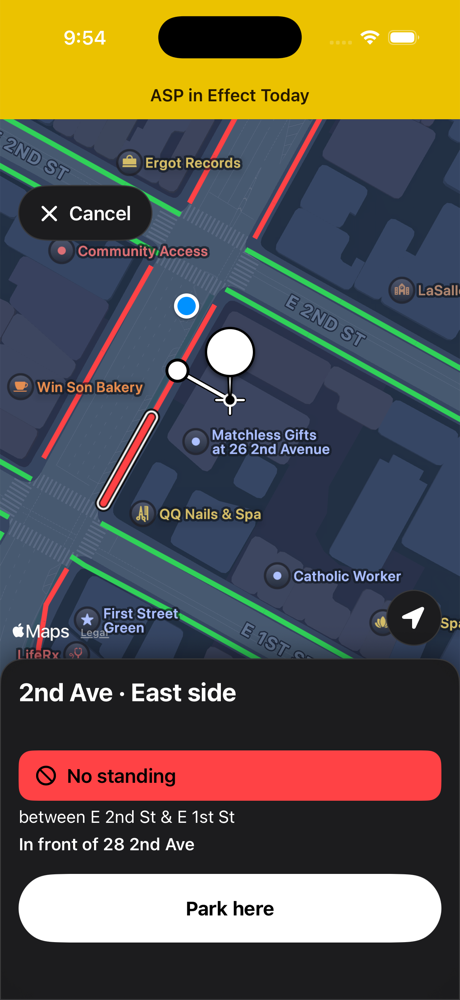 9:54
ASP in Effect Today
E 2ND ST
Ergot Records
Cancel
Community Access
LaSalle
E 2ND ST
Win Son Bakery
Matchless Gifts
at 26 2nd Avenue
QQ Nails & Spa
Catholic Worker
First Street
Green
Maps
Legal
Spa
E 1ST ST
LifeRx
2nd Ave · East side
No standing
between E 2nd St & E 1st St
In front of 28 2nd Ave
Park here